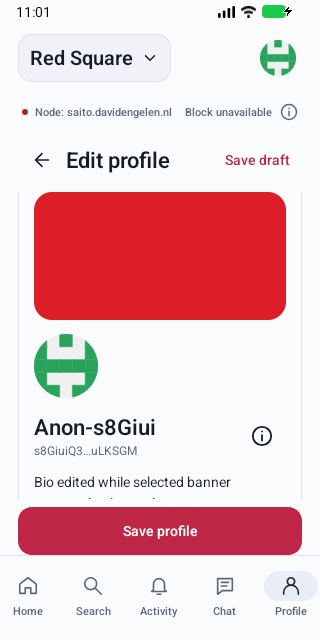 11:01
Red Square
Node: saito.davidengelen.nl Block unavailable
Edit profile
Save draft
Anon-s8Giui
s8GiuiQ3...uLKSGM
Bio edited while selected banner
Save profile
Home Search Activity Chat Profile